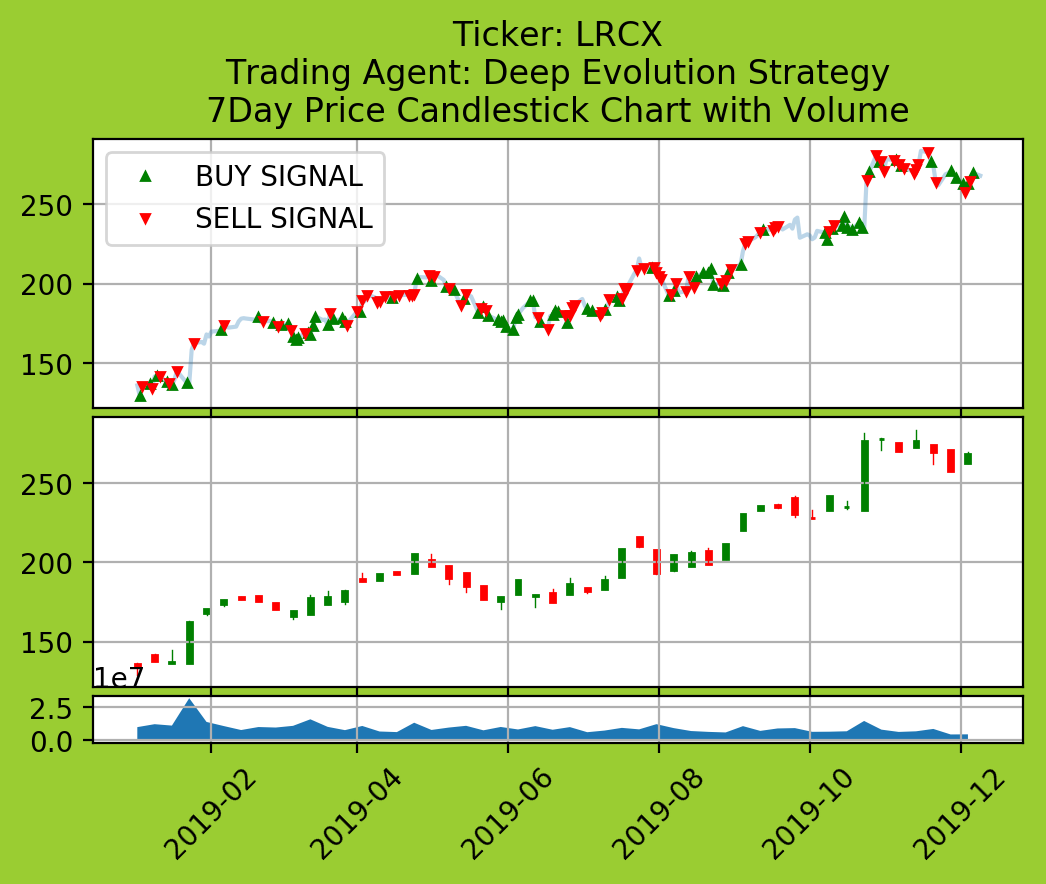 Ticker: LRCX
Trading Agent: Deep Evolution Strategy
7Day Price Candlestick Chart with Volume
BUY SIGNAL
SELL SIGNAL
250
200
150
250
200
150
1e7
2.5
0.0
2019-02
2019-04
2019-06
2019-08
2019-10
2019-12